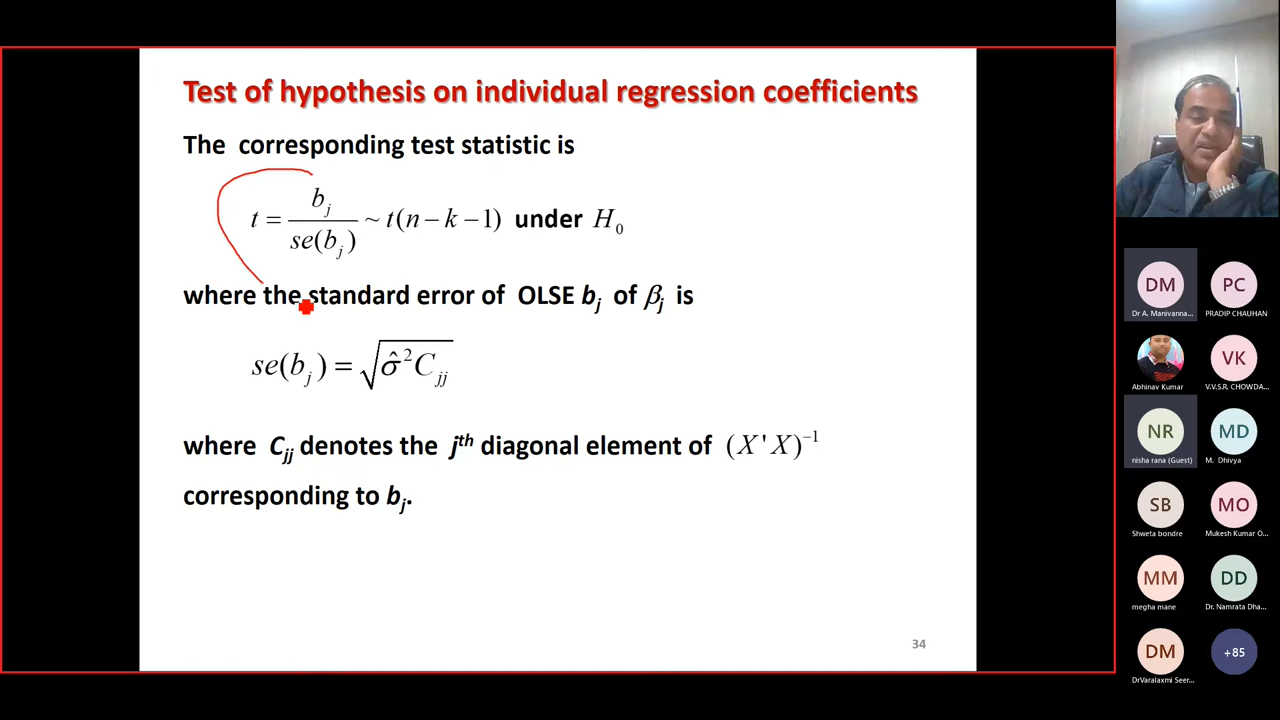 Test of hypothesis on individual regression coefficients
The corresponding test statistic is
t = b_j / se(b_j) ~ t(n − k − 1) under H_0
where the standard error of OLSE b_j of β_j is
se(b_j) = √(σ̂² C_jj)
where C_jj denotes the j^th diagonal element of (X'X)^−1
corresponding to b_j.
34
DM
Dr A. Manivanna...
PC
PRADIP CHAUHAN
Abhinav Kumar
VK
V.V.S.R. CHOWDA...
NR
nisha rana (Guest)
MD
M. Dhivya
SB
Shweta bondre
MO
Mukesh Kumar O...
MM
megha mane
DD
Dr. Namrata Dha...
DM
DrVaralaxmi Seer...
+85